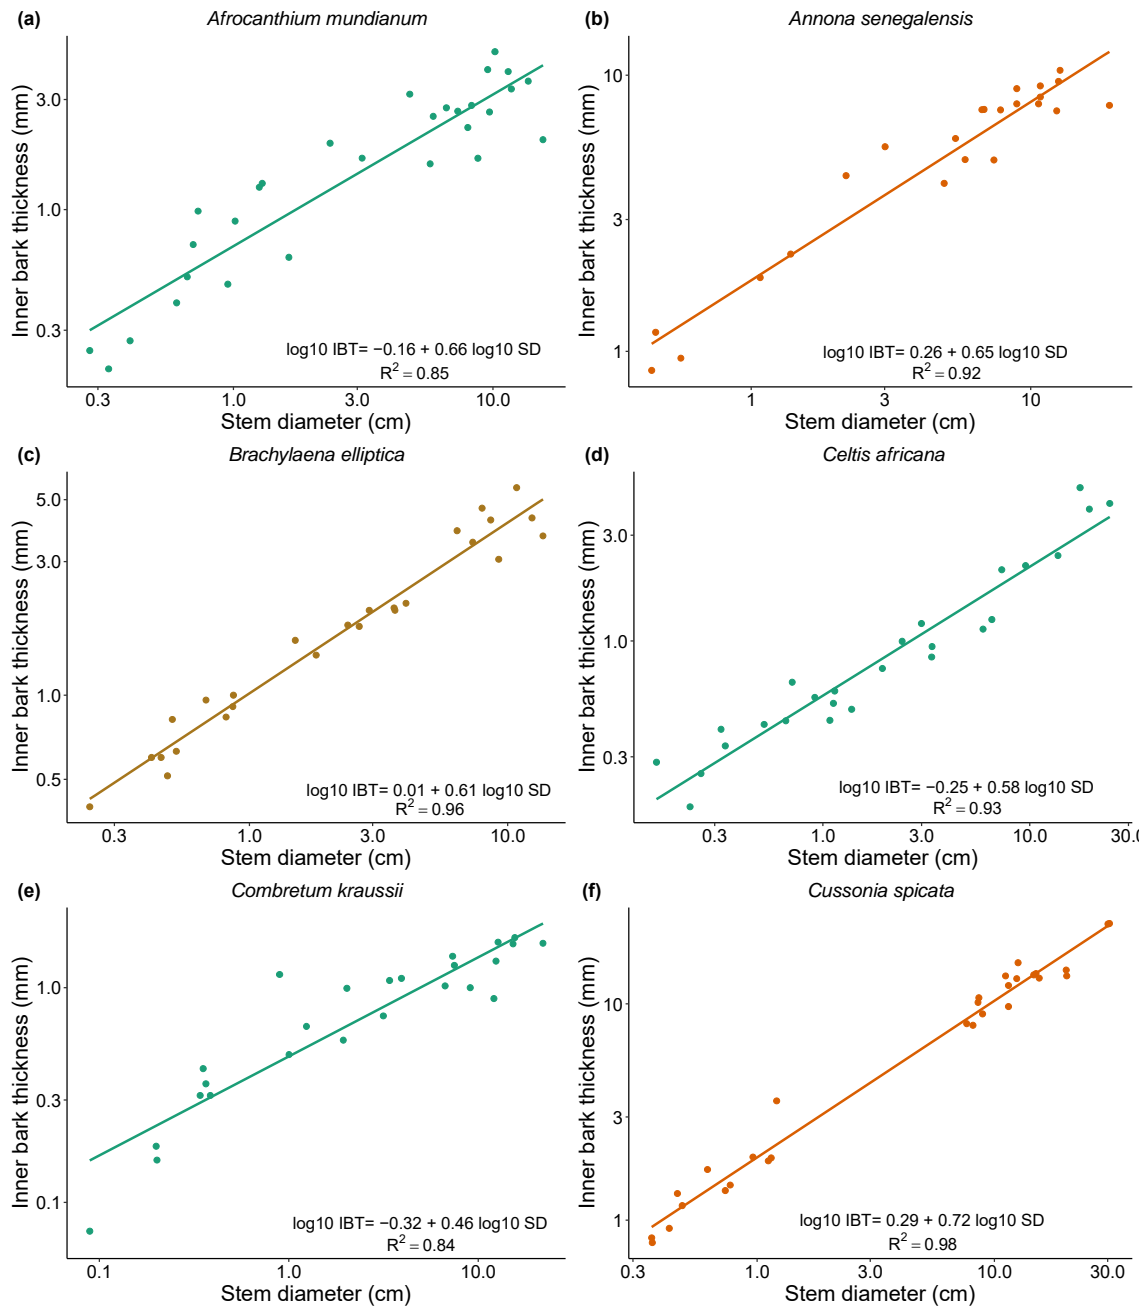 (a) Afrocanthium mundianum
Inner bark thickness (mm)
3.0
1.0
0.3
log10 IBT= −0.16 + 0.66 log10 SD
R² = 0.85
0.3 1.0 3.0 10.0
Stem diameter (cm)
(b) Annona senegalensis
Inner bark thickness (mm)
10
3
1
log10 IBT= 0.26 + 0.65 log10 SD
R² = 0.92
1 3 10
Stem diameter (cm)
(c) Brachylaena elliptica
Inner bark thickness (mm)
5.0
3.0
1.0
0.5
log10 IBT= 0.01 + 0.61 log10 SD
R² = 0.96
0.3 1.0 3.0 10.0
Stem diameter (cm)
(d) Celtis africana
Inner bark thickness (mm)
3.0
1.0
0.3
log10 IBT= −0.25 + 0.58 log10 SD
R² = 0.93
0.3 1.0 3.0 10.0 30.0
Stem diameter (cm)
(e) Combretum kraussii
Inner bark thickness (mm)
1.0
0.3
0.1
log10 IBT= −0.32 + 0.46 log10 SD
R² = 0.84
0.1 1.0 10.0
Stem diameter (cm)
(f) Cussonia spicata
Inner bark thickness (mm)
10
3
1
log10 IBT= 0.29 + 0.72 log10 SD
R² = 0.98
0.3 1.0 10.0 30.0
Stem diameter (cm)